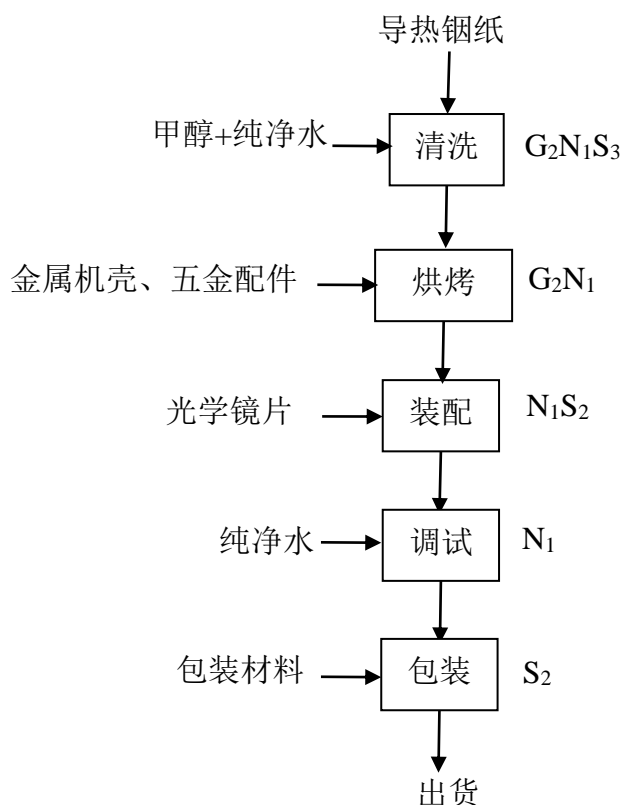 导热铟纸
甲醇+纯净水 清洗 G₂N₁S₃
金属机壳、五金配件 烘烤 G₂N₁
光学镜片 装配 N₁S₂
纯净水 调试 N₁
包装材料 包装 S₂
出货